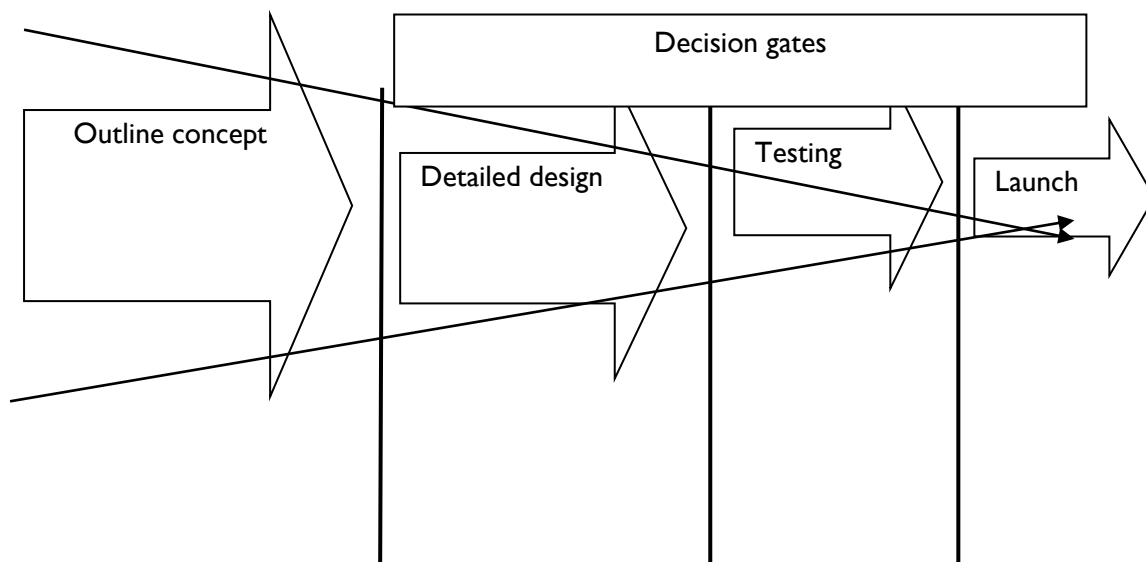 Decision gates
Outline concept
Detailed design
Testing
Launch